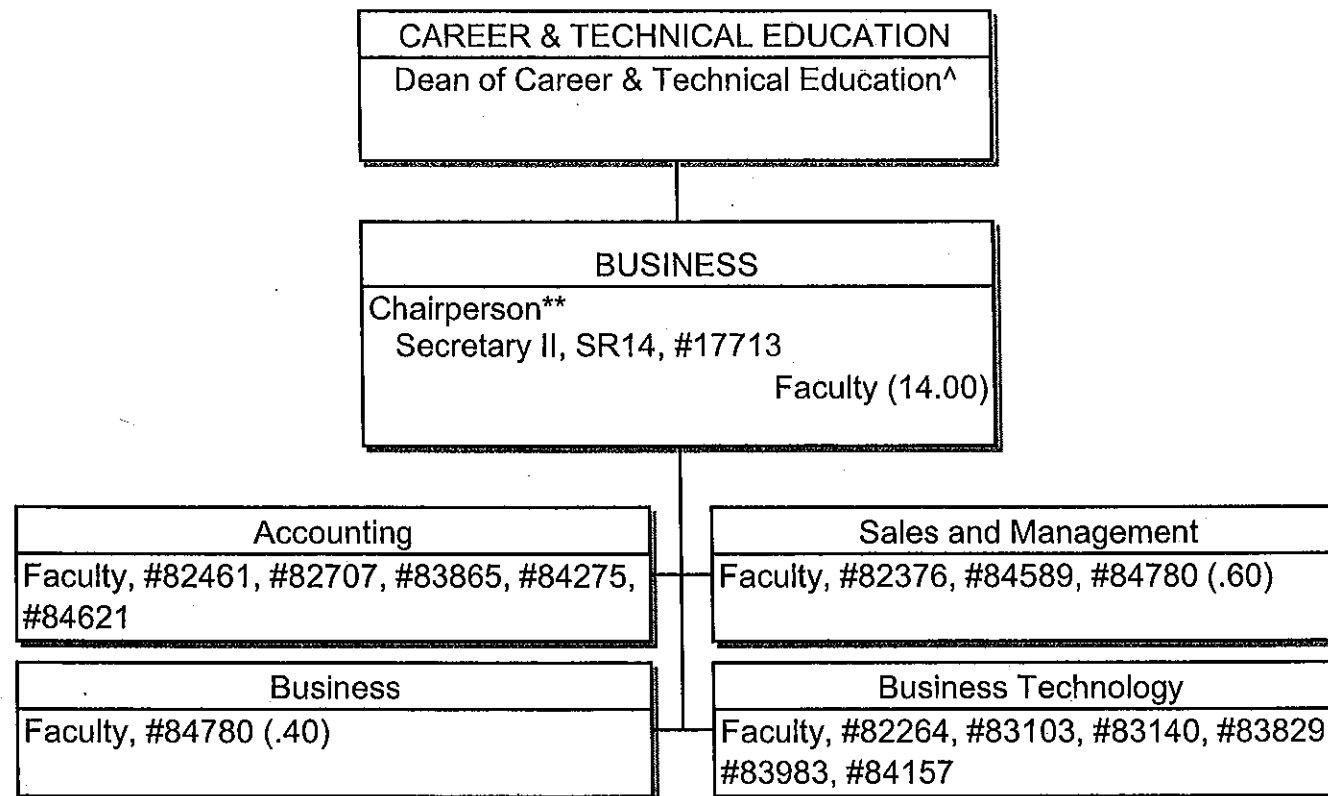 CAREER & TECHNICAL EDUCATION
Dean of Career & Technical Education^
BUSINESS
Chairperson**
Secretary II, SR14, #17713
Faculty (14.00)
Accounting
Faculty, #82461, #82707, #83865, #84275,
#84621
Sales and Management
Faculty, #82376, #84589, #84780 (.60)
Business
Faculty, #84780 (.40)
Business Technology
Faculty, #82264, #83103, #83140, #83829
#83983, #84157